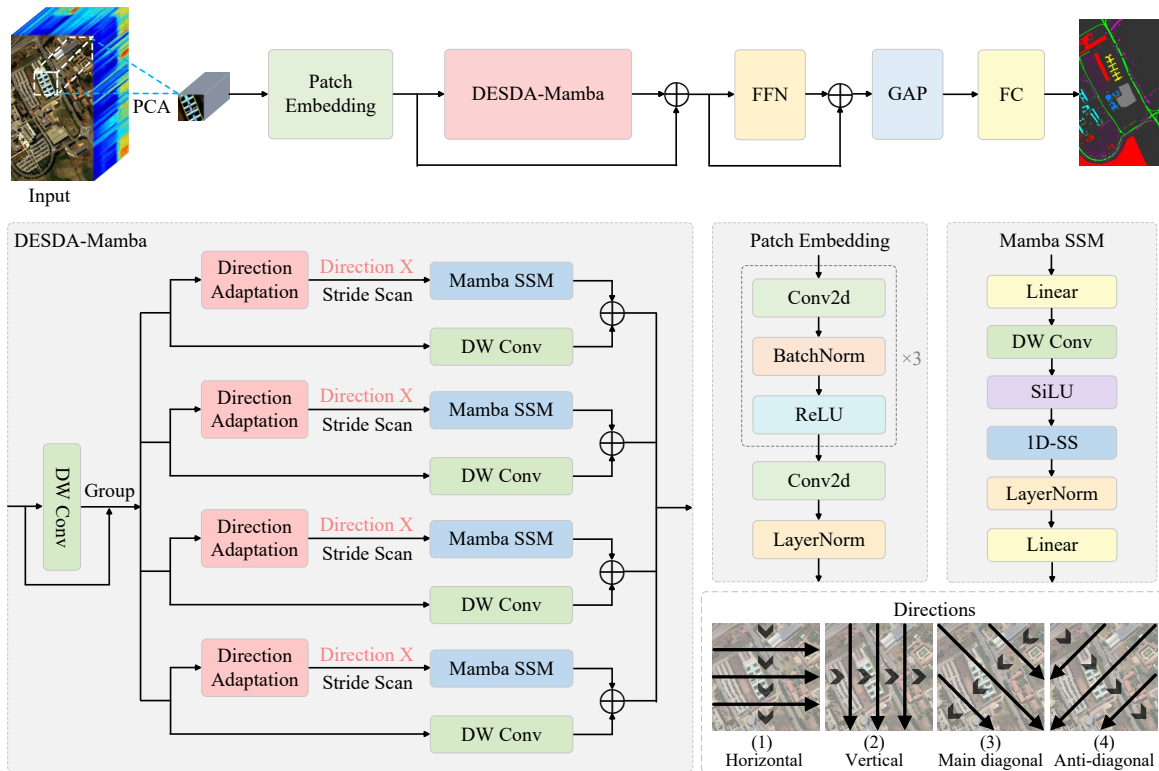 PCA
Input
Patch
Embedding
DESDA-Mamba
FFN
GAP
FC
DESDA-Mamba
DW Conv
Group
Direction
Adaptation
Direction X
Stride Scan
Mamba SSM
DW Conv
Direction
Adaptation
Direction X
Stride Scan
Mamba SSM
DW Conv
Direction
Adaptation
Direction X
Stride Scan
Mamba SSM
DW Conv
Direction
Adaptation
Direction X
Stride Scan
Mamba SSM
DW Conv
Patch Embedding
Conv2d
BatchNorm
ReLU
×3
Conv2d
LayerNorm
Mamba SSM
Linear
DW Conv
SiLU
1D-SS
LayerNorm
Linear
Directions
(1)
Horizontal
(2)
Vertical
(3)
Main diagonal
(4)
Anti-diagonal